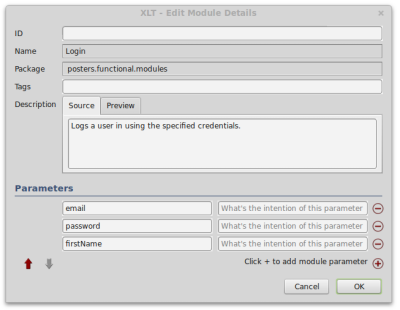 XLT - Edit Module Details
ID
Name Login
Package posters.functional.modules
Tags
Description Source Preview
Logs a user in using the specified credentials.
Parameters
email What's the intention of this parameter
password What's the intention of this parameter
firstName What's the intention of this parameter
Click + to add module parameter
Cancel OK